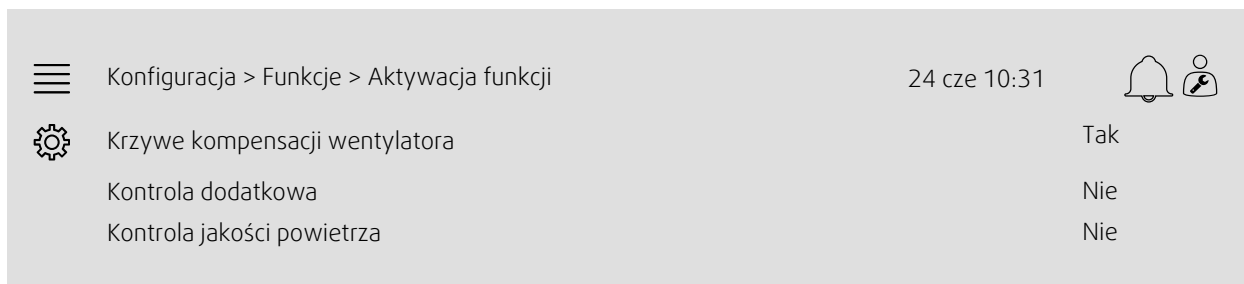 Konfiguracja > Funkcje > Aktywacja funkcji 24 cze 10:31
Krzywe kompensacji wentylatora Tak
Kontrola dodatkowa Nie
Kontrola jakości powietrza Nie